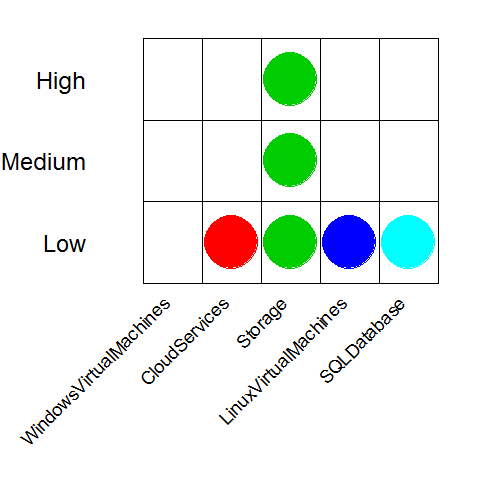 High
Medium
Low
WindowsVirtualMachines
CloudServices
Storage
LinuxVirtualMachines
SQLDatabase